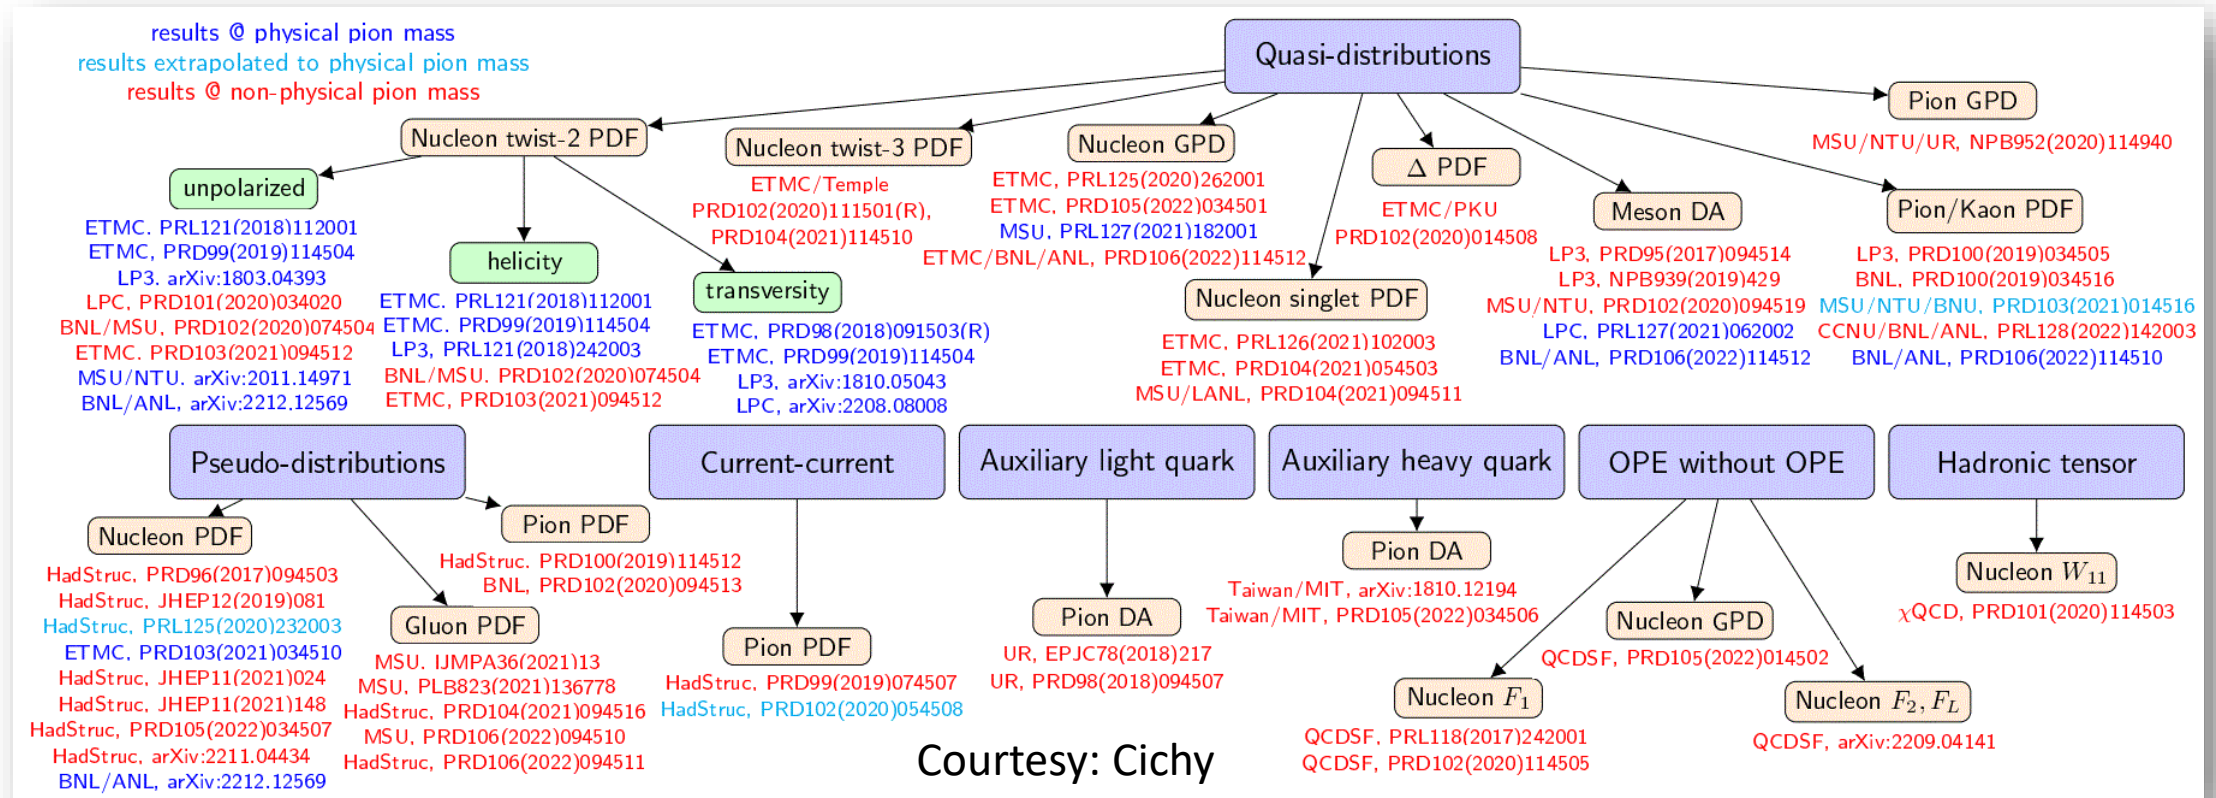 results @ physical pion mass
results extrapolated to physical pion mass
results @ non-physical pion mass
Quasi-distributions
Nucleon twist-2 PDF
unpolarized
ETMC. PRL121(2018)112001
ETMC, PRD99(2019)114504
LP3. arXiv:1803.04393
LPC, PRD101(2020)034020
BNL/MSU, PRD102(2020)074504
ETMC. PRD103(2021)094512
MSU/NTU. arXiv:2011.14971
BNL/ANL, arXiv:2212.12569
helicity
ETMC. PRL121(2018)112001
ETMC. PRD99(2019)114504
LP3, PRL121(2018)242003
BNL/MSU. PRD102(2020)074504
ETMC, PRD103(2021)094512
transversity
ETMC, PRD98(2018)091503(R)
ETMC, PRD99(2019)114504
LP3, arXiv:1810.05043
LPC, arXiv:2208.08008
Nucleon twist-3 PDF
ETMC/Temple
PRD102(2020)111501(R),
PRD104(2021)114510
Nucleon GPD
ETMC, PRL125(2020)262001
ETMC, PRD105(2022)034501
MSU, PRL127(2021)182001
ETMC/BNL/ANL, PRD106(2022)114512
Nucleon singlet PDF
ETMC, PRL126(2021)102003
ETMC, PRD104(2021)054503
MSU/LANL, PRD104(2021)094511
Δ PDF
ETMC/PKU
PRD102(2020)014508
Meson DA
LP3, PRD95(2017)094514
LP3, NPB939(2019)429
MSU/NTU, PRD102(2020)094519
LPC, PRL127(2021)062002
BNL/ANL, PRD106(2022)114512
Pion GPD
MSU/NTU/UR, NPB952(2020)114940
Pion/Kaon PDF
LP3, PRD100(2019)034505
BNL, PRD100(2019)034516
MSU/NTU/BNU, PRD103(2021)014516
CCNU/BNL/ANL, PRL128(2022)142003
BNL/ANL, PRD106(2022)114510
Pseudo-distributions
Nucleon PDF
HadStruc, PRD96(2017)094503
HadStruc, JHEP12(2019)081
HadStruc, PRL125(2020)232003
ETMC, PRD103(2021)034510
HadStruc, JHEP11(2021)024
HadStruc, JHEP11(2021)148
HadStruc, PRD105(2022)034507
HadStruc, arXiv:2211.04434
BNL/ANL, arXiv:2212.12569
Pion PDF
HadStruc. PRD100(2019)114512
BNL, PRD102(2020)094513
Gluon PDF
MSU. IJMPA36(2021)13
MSU, PLB823(2021)136778
HadStruc, PRD104(2021)094516
MSU, PRD106(2022)094510
HadStruc, PRD106(2022)094511
Current-current
Pion PDF
HadStruc, PRD99(2019)074507
HadStruc, PRD102(2020)054508
Auxiliary light quark
Pion DA
UR, EPJC78(2018)217
UR, PRD98(2018)094507
Auxiliary heavy quark
Pion DA
Taiwan/MIT, arXiv:1810.12194
Taiwan/MIT, PRD105(2022)034506
OPE without OPE
Nucleon F₁
QCDSF, PRL118(2017)242001
QCDSF, PRD102(2020)114505
Nucleon GPD
QCDSF, PRD105(2022)014502
Nucleon F₂, F_L
QCDSF, arXiv:2209.04141
Hadronic tensor
Nucleon W₁₁
χQCD, PRD101(2020)114503
Courtesy: Cichy